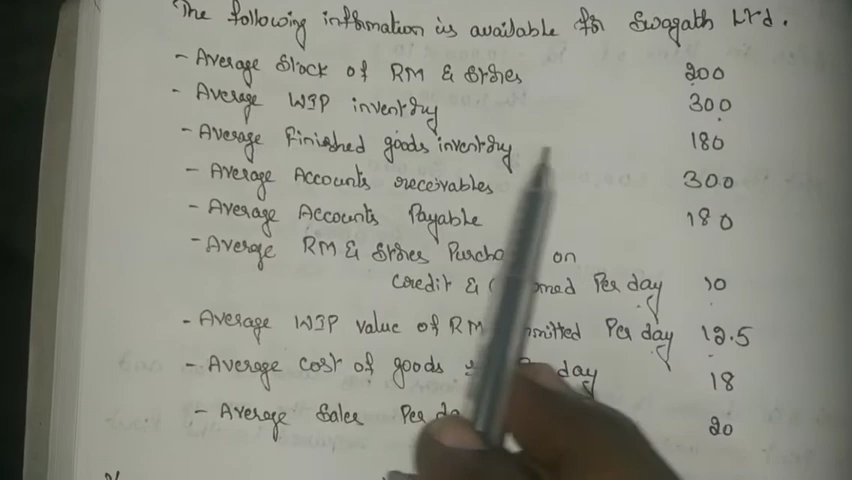 The following information is available for Swagath Ltd.
- Average Stock of RM & Stores 200
- Average WIP inventory 300
- Average Finished goods inventory 180
- Average Accounts receivables 300
- Average Accounts Payable 180
- Average RM & Stores on
credit & Per day 10
- Average WIP value of RM Per day 12.5
- Average cost of goods day 18
- Average Sales Per 20